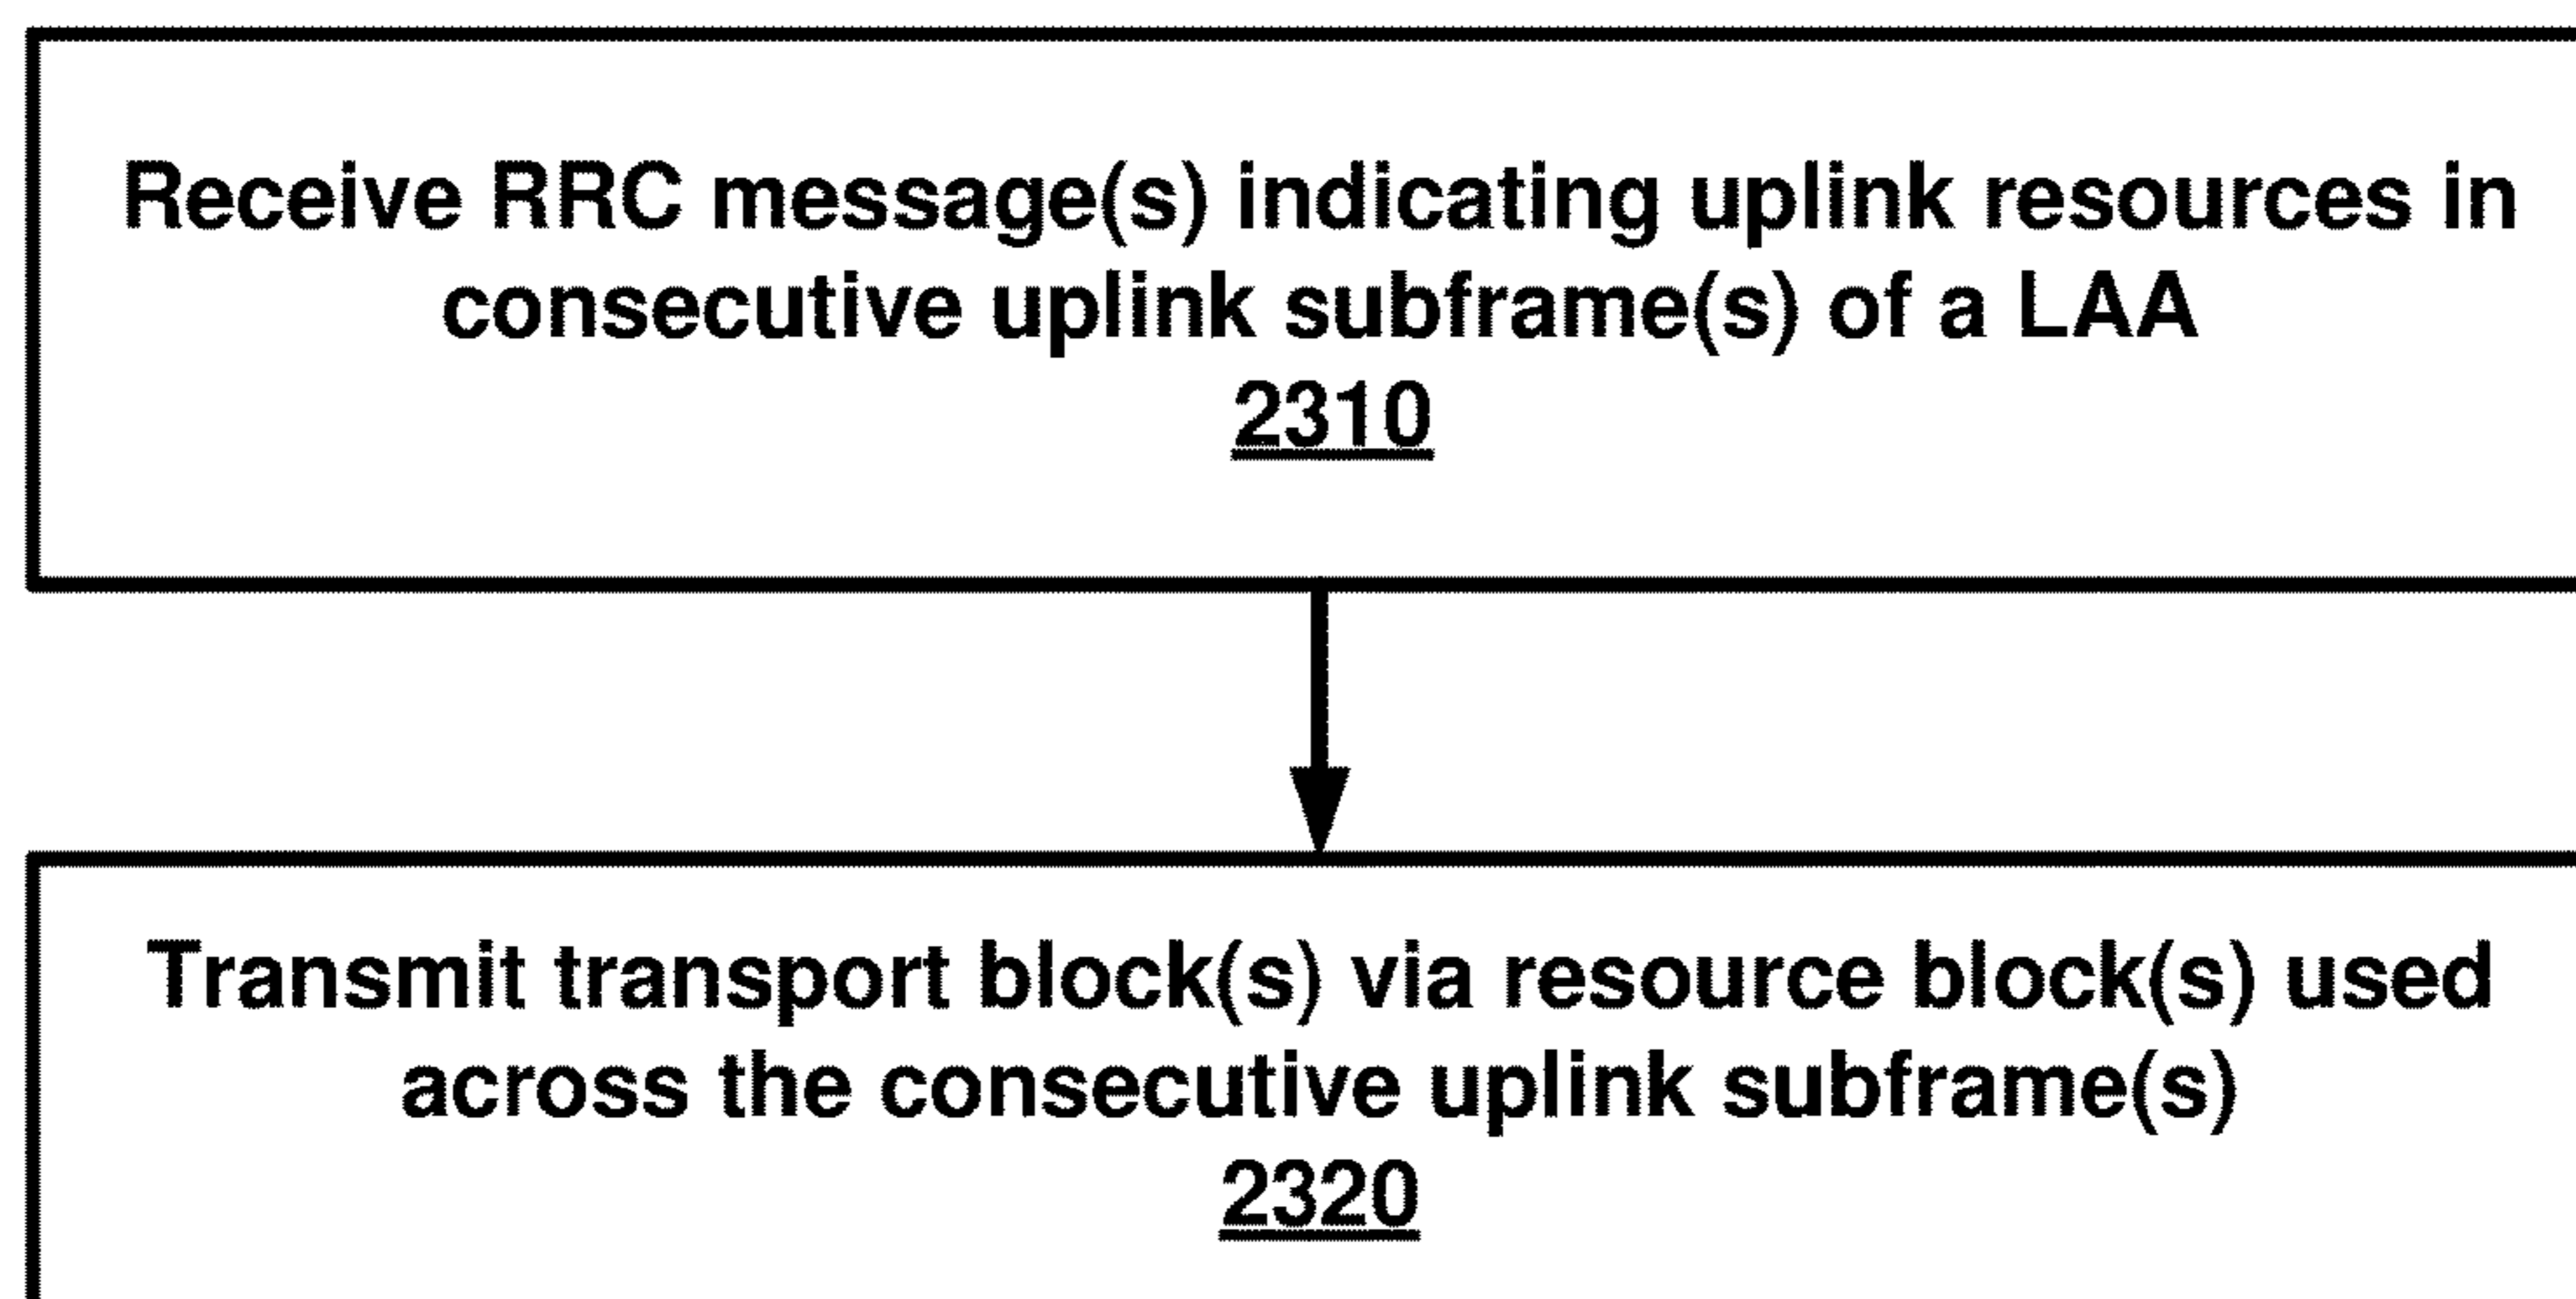 Receive RRC message(s) indicating uplink resources in
consecutive uplink subframe(s) of a LAA
2310
Transmit transport block(s) via resource block(s) used
across the consecutive uplink subframe(s)
2320